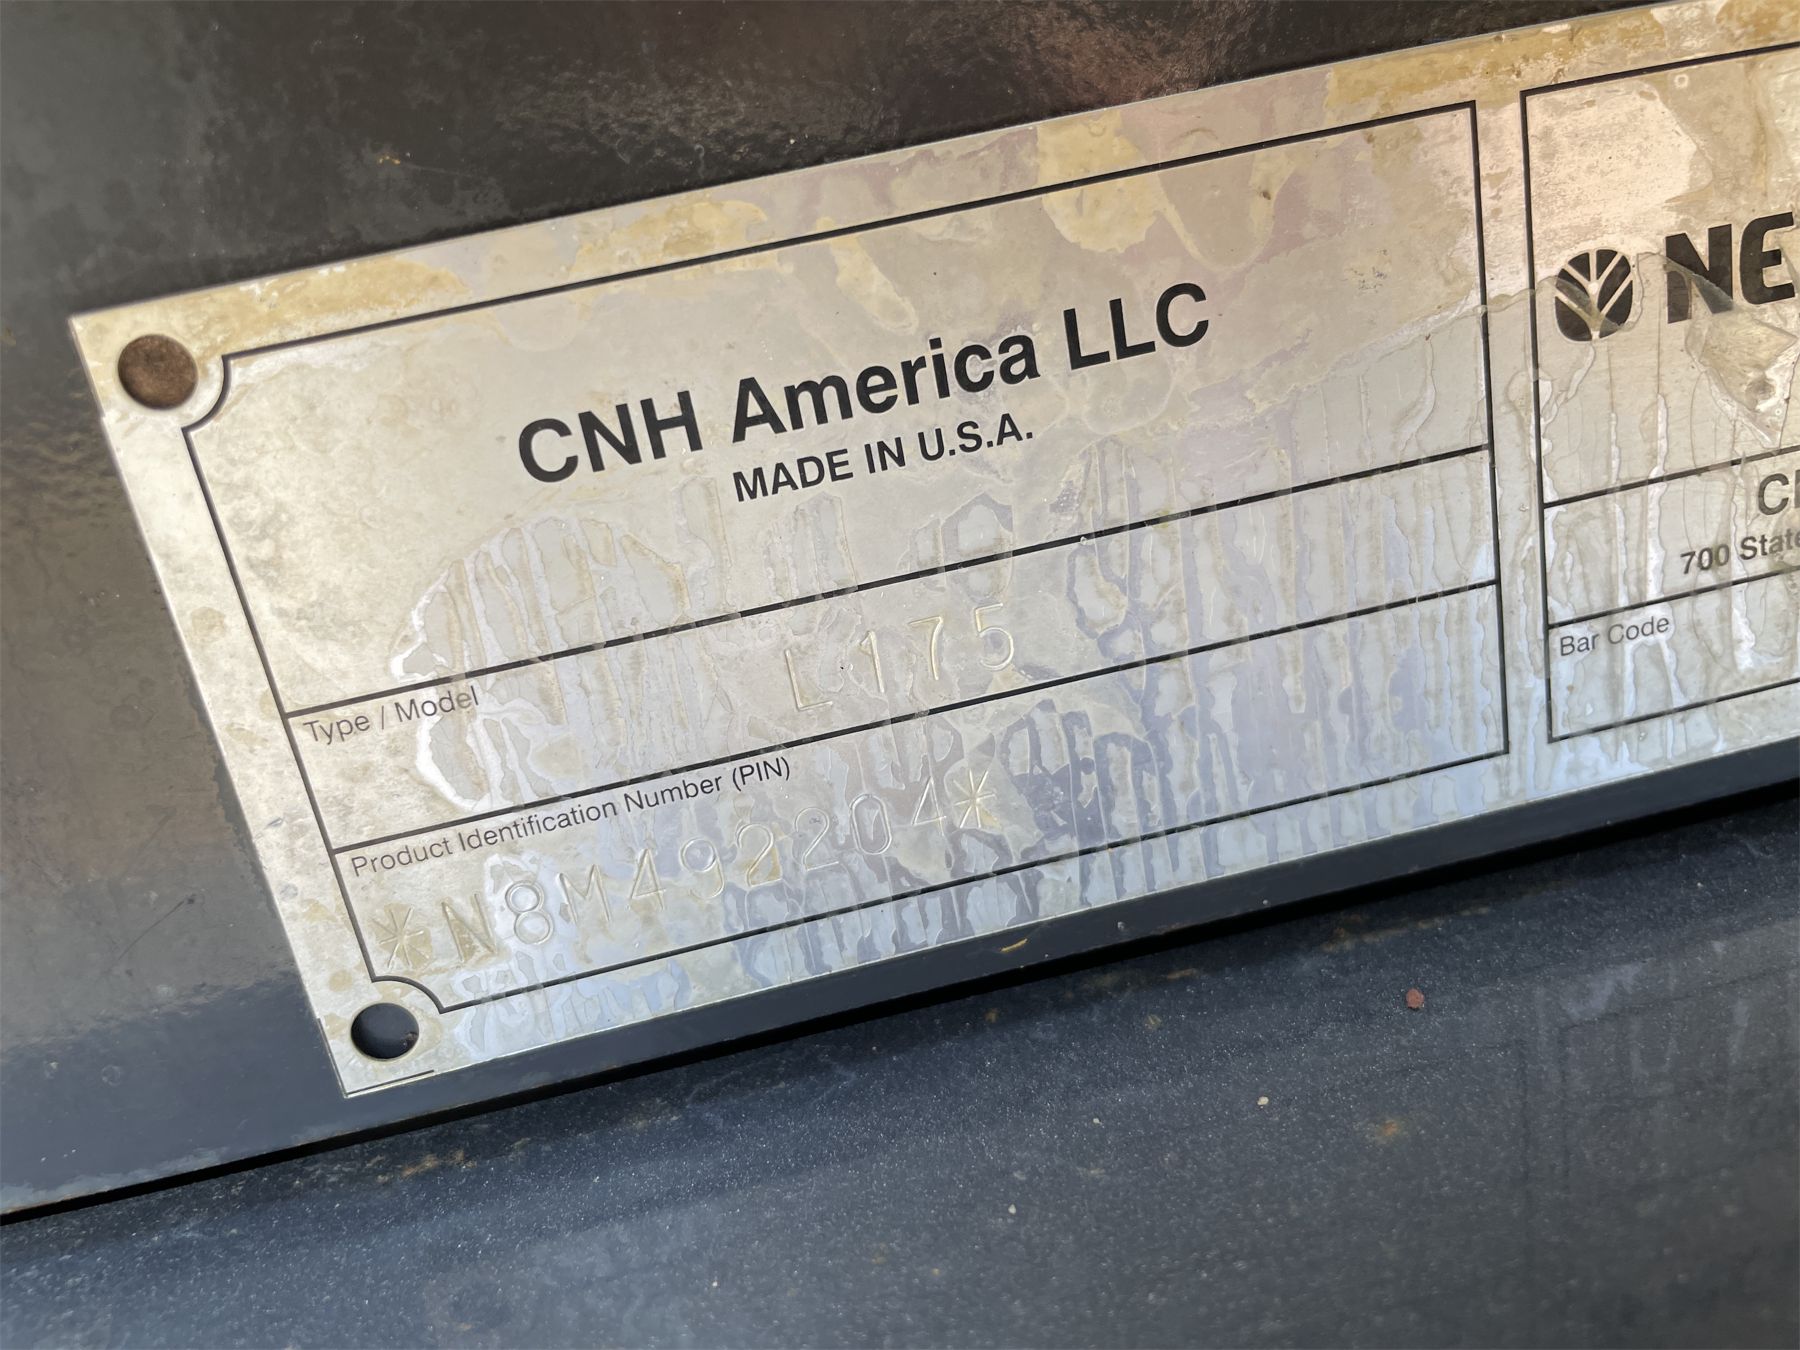 CNH America LLC
MADE IN U.S.A.
Type / Model
L175
Product Identification Number (PIN)
*N8M492204*
NE
700 State
Bar Code